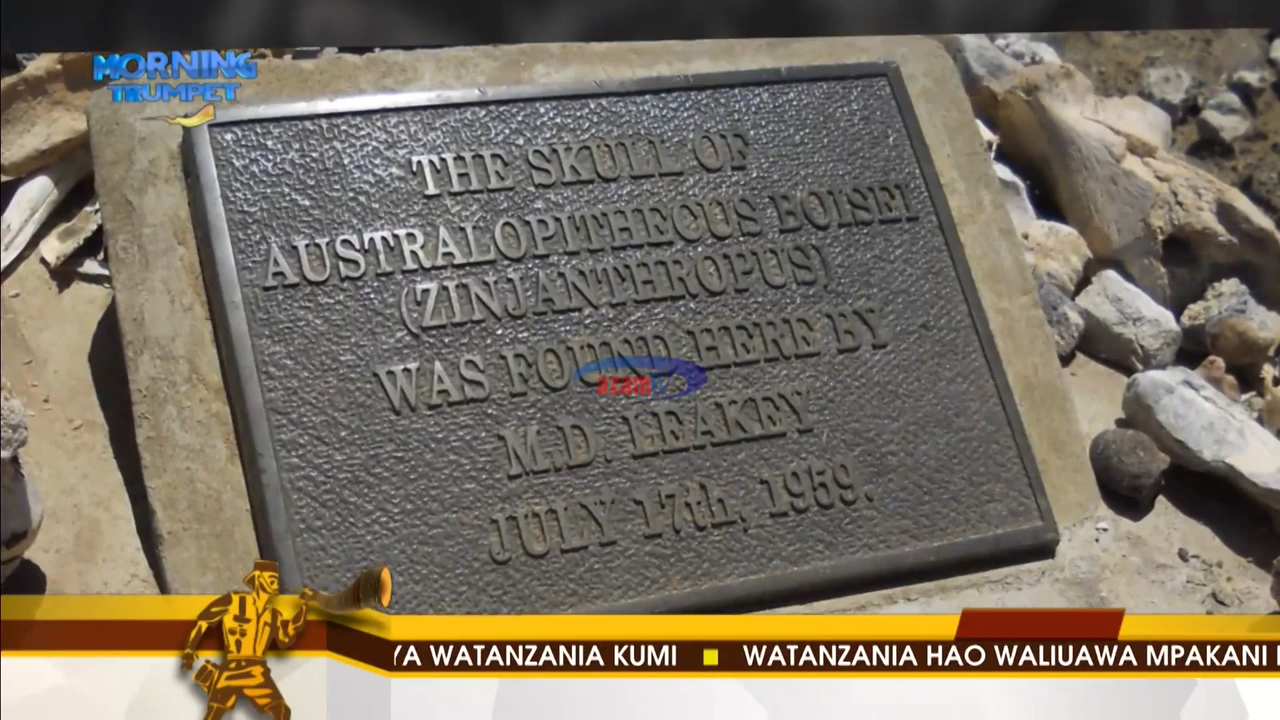 MORNING
TRUMPET
THE SKULL OF
AUSTRALOPITHECUS BOISEI
(ZINJANTHROPUS)
WAS FOUND HERE BY
azam
M.D. LEAKEY
JULY 17th, 1959.
YA WATANZANIA KUMI WATANZANIA HAO WALIUAWA MPAKANI